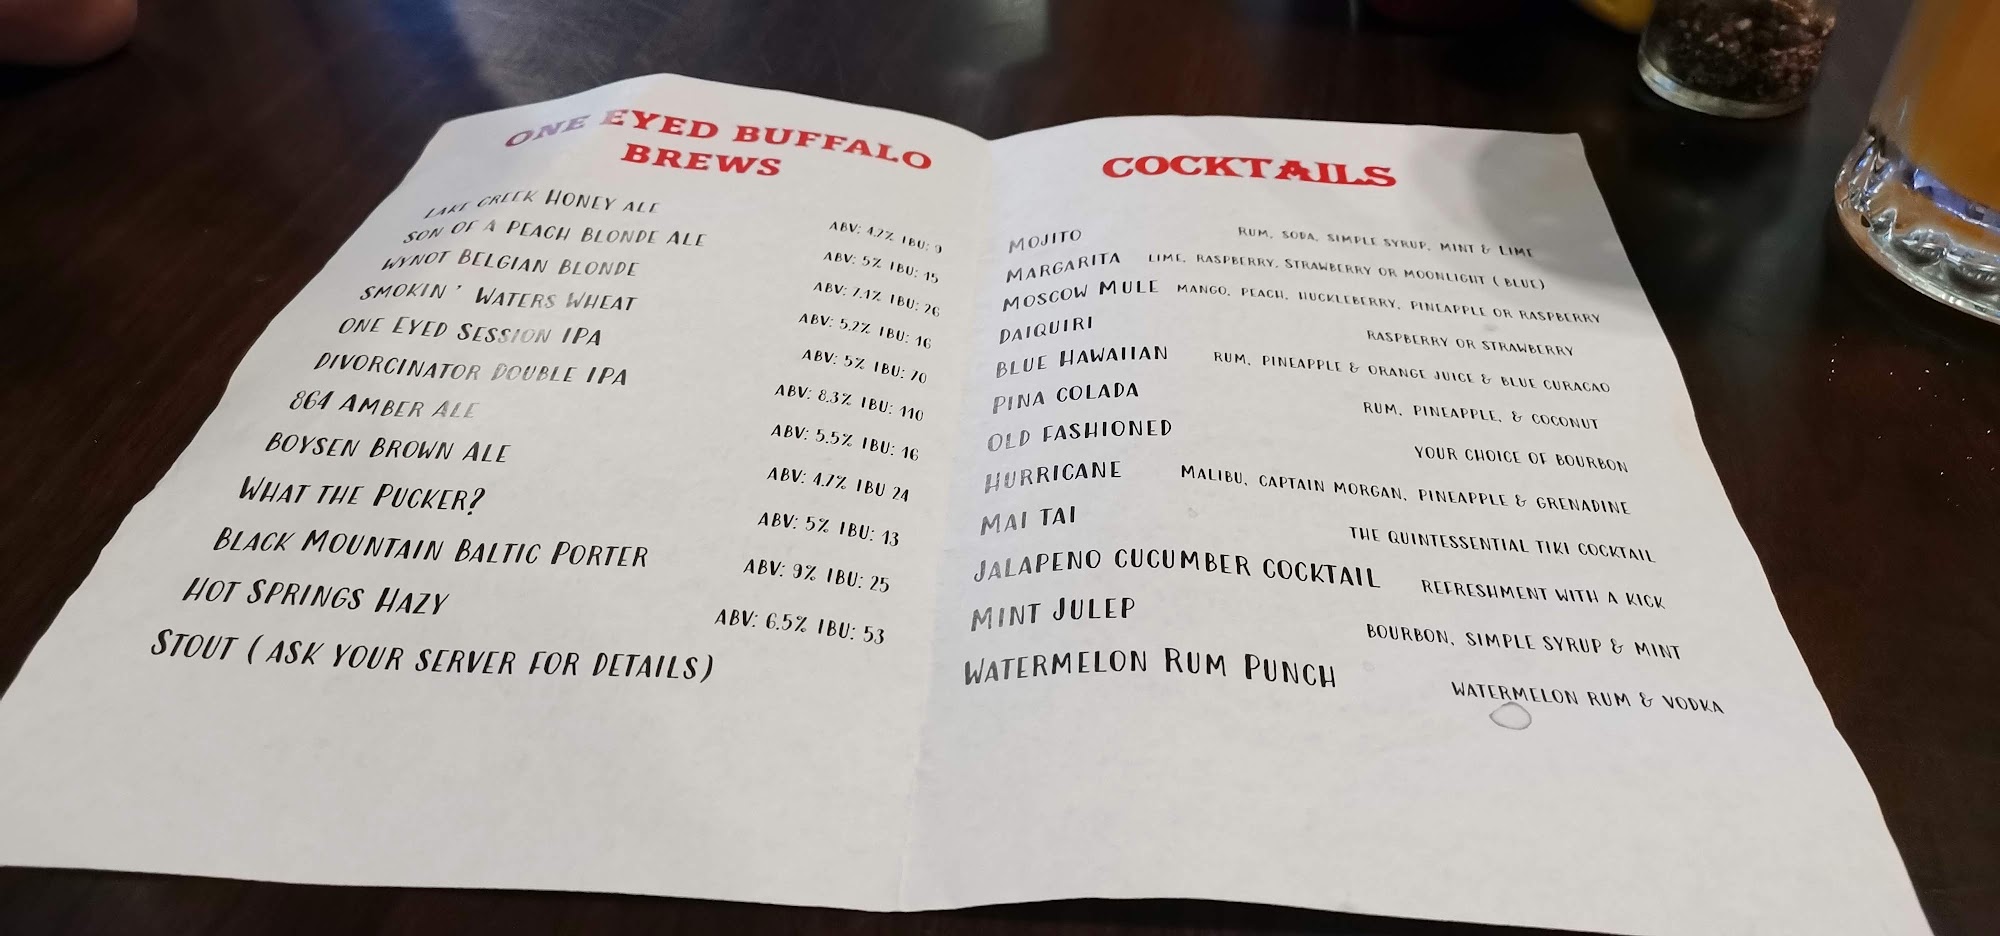 ONE EYED BUFFALO
BREWS
LAKE CREEK HONEY ALE ABV: 4.2% IBU: 9
SON OF A PEACH BLONDE ALE ABV: 5% IBU: 15
WYNOT BELGIAN BLONDE ABV: 7.1% IBU: 26
SMOKIN' WATERS WHEAT ABV: 5.2% IBU: 16
ONE EYED SESSION IPA ABV: 5% IBU: 70
DIVORCINATOR DOUBLE IPA ABV: 8.3% IBU: 110
864 AMBER ALE ABV: 5.5% IBU: 16
BOYSEN BROWN ALE ABV: 4.7% IBU 24
WHAT THE PUCKER? ABV: 5% IBU: 13
BLACK MOUNTAIN BALTIC PORTER ABV: 9% IBU: 25
HOT SPRINGS HAZY ABV: 6.5% IBU: 53
STOUT ( ASK YOUR SERVER FOR DETAILS)
COCKTAILS
MOJITO RUM, SODA, SIMPLE SYRUP, MINT & LIME
MARGARITA LIME, RASPBERRY, STRAWBERRY OR MOONLIGHT ( BLUE)
MOSCOW MULE MANGO, PEACH, HUCKLEBERRY, PINEAPPLE OR RASPBERRY
DAIQUIRI RASPBERRY OR STRAWBERRY
BLUE HAWAIIAN RUM, PINEAPPLE & ORANGE JUICE & BLUE CURACAO
PINA COLADA RUM, PINEAPPLE, & COCONUT
OLD FASHIONED YOUR CHOICE OF BOURBON
HURRICANE MALIBU, CAPTAIN MORGAN, PINEAPPLE & GRENADINE
MAI TAI THE QUINTESSENTIAL TIKI COCKTAIL
JALAPENO CUCUMBER COCKTAIL REFRESHMENT WITH A KICK
MINT JULEP BOURBON, SIMPLE SYRUP & MINT
WATERMELON RUM PUNCH WATERMELON RUM & VODKA